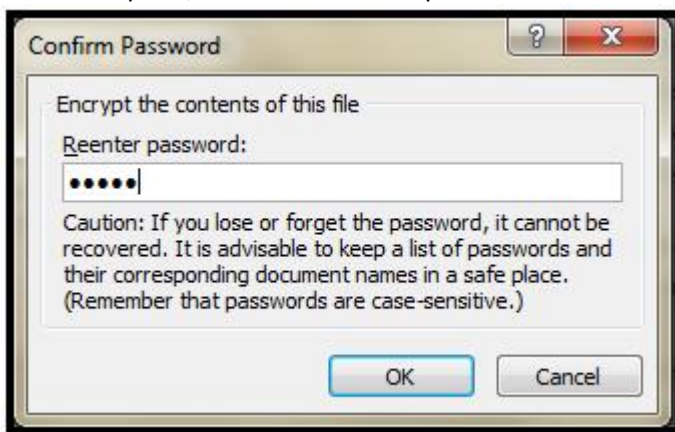 Confirm Password
?
X
Encrypt the contents of this file
Reenter password:
•••••
Caution: If you lose or forget the password, it cannot be
recovered. It is advisable to keep a list of passwords and
their corresponding document names in a safe place.
(Remember that passwords are case-sensitive.)
OK
Cancel